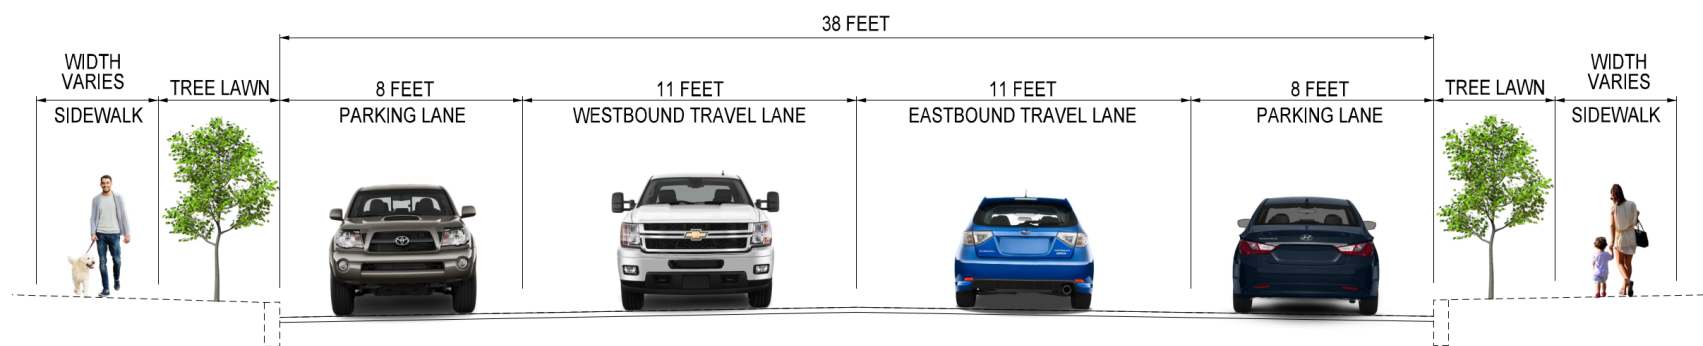 38 FEET
WIDTH
VARIES
TREE LAWN
8 FEET
11 FEET
11 FEET
8 FEET
TREE LAWN
WIDTH
VARIES
SIDEWALK
PARKING LANE
WESTBOUND TRAVEL LANE
EASTBOUND TRAVEL LANE
PARKING LANE
SIDEWALK